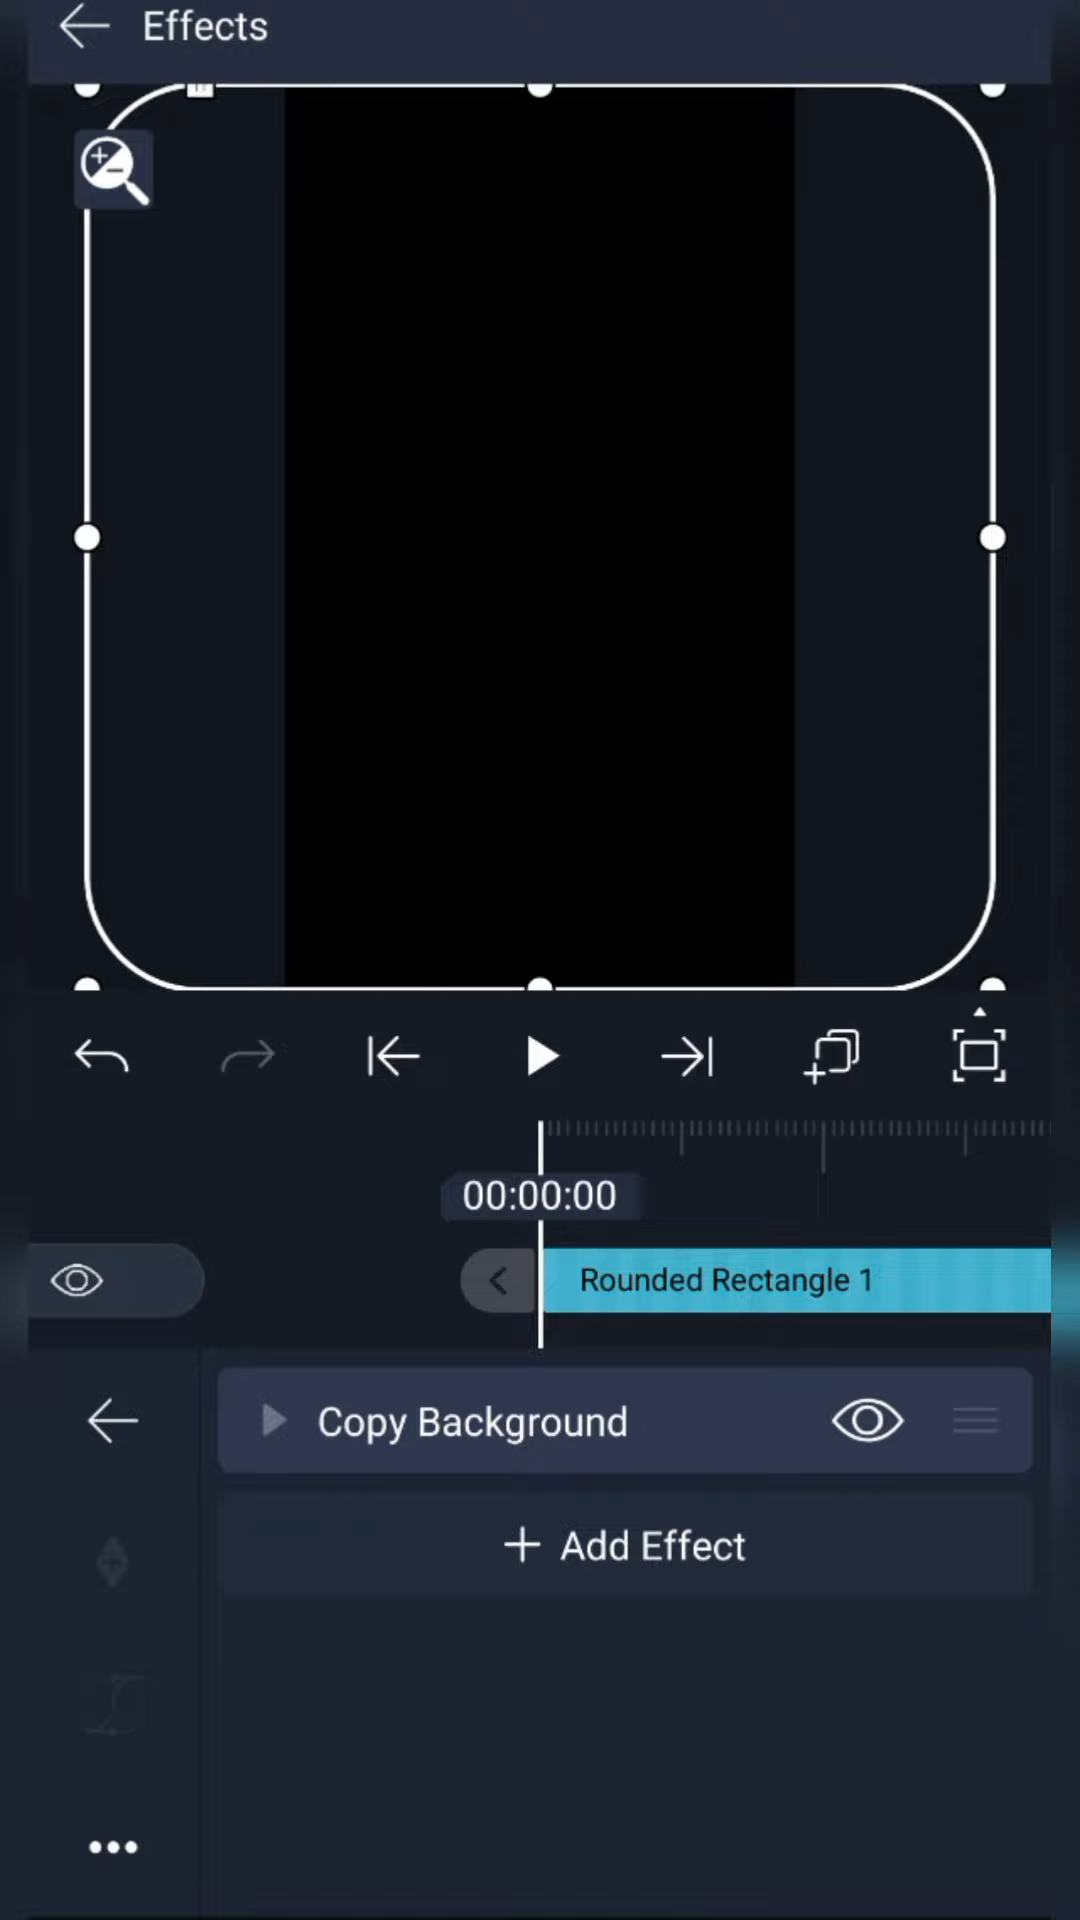 Effects
00:00:00
Rounded Rectangle 1
Copy Background
+ Add Effect